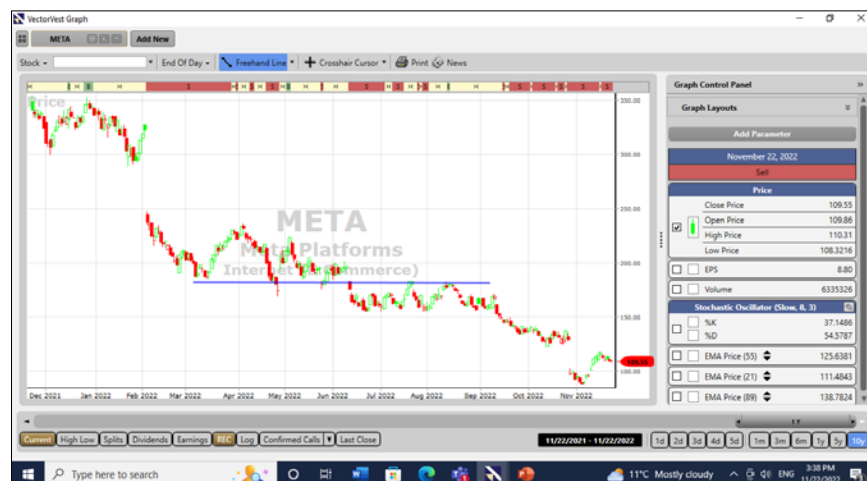 VectorVest Graph
META
Add New
Stock
End Of Day
Freehand Line
Crosshair Cursor
Print
News
Price
META
Meta Platforms
350.00
300.00
250.00
200.00
150.00
109.55
100.00
Dec 2021 Jan 2022 Feb 2022 Mar 2022 Apr 2022 May 2022 Jun 2022 Jul 2022 Aug 2022 Sep 2022 Oct 2022 Nov 2022
Graph Control Panel
Graph Layouts
Add Parameter
November 22, 2022
Sell
Price
Close Price 109.55
Open Price 109.86
High Price 110.31
Low Price 108.3216
EPS 8.80
Volume 6335326
Stochastic Oscillator (Slow, 8, 3)
%K 37.1486
%D 54.5787
EMA Price (55) 125.6381
EMA Price (21) 111.4843
EMA Price (89) 138.7824
1 Y
Current High Low Splits Dividends Earnings REC Log Confirmed Calls Last Close
11/22/2021 - 11/22/2022
1d 2d 3d 4d 5d 1m 3m 6m 1y 5y 10y
Type here to search
11°C Mostly cloudy
ENG
3:38 PM
11/22/2022